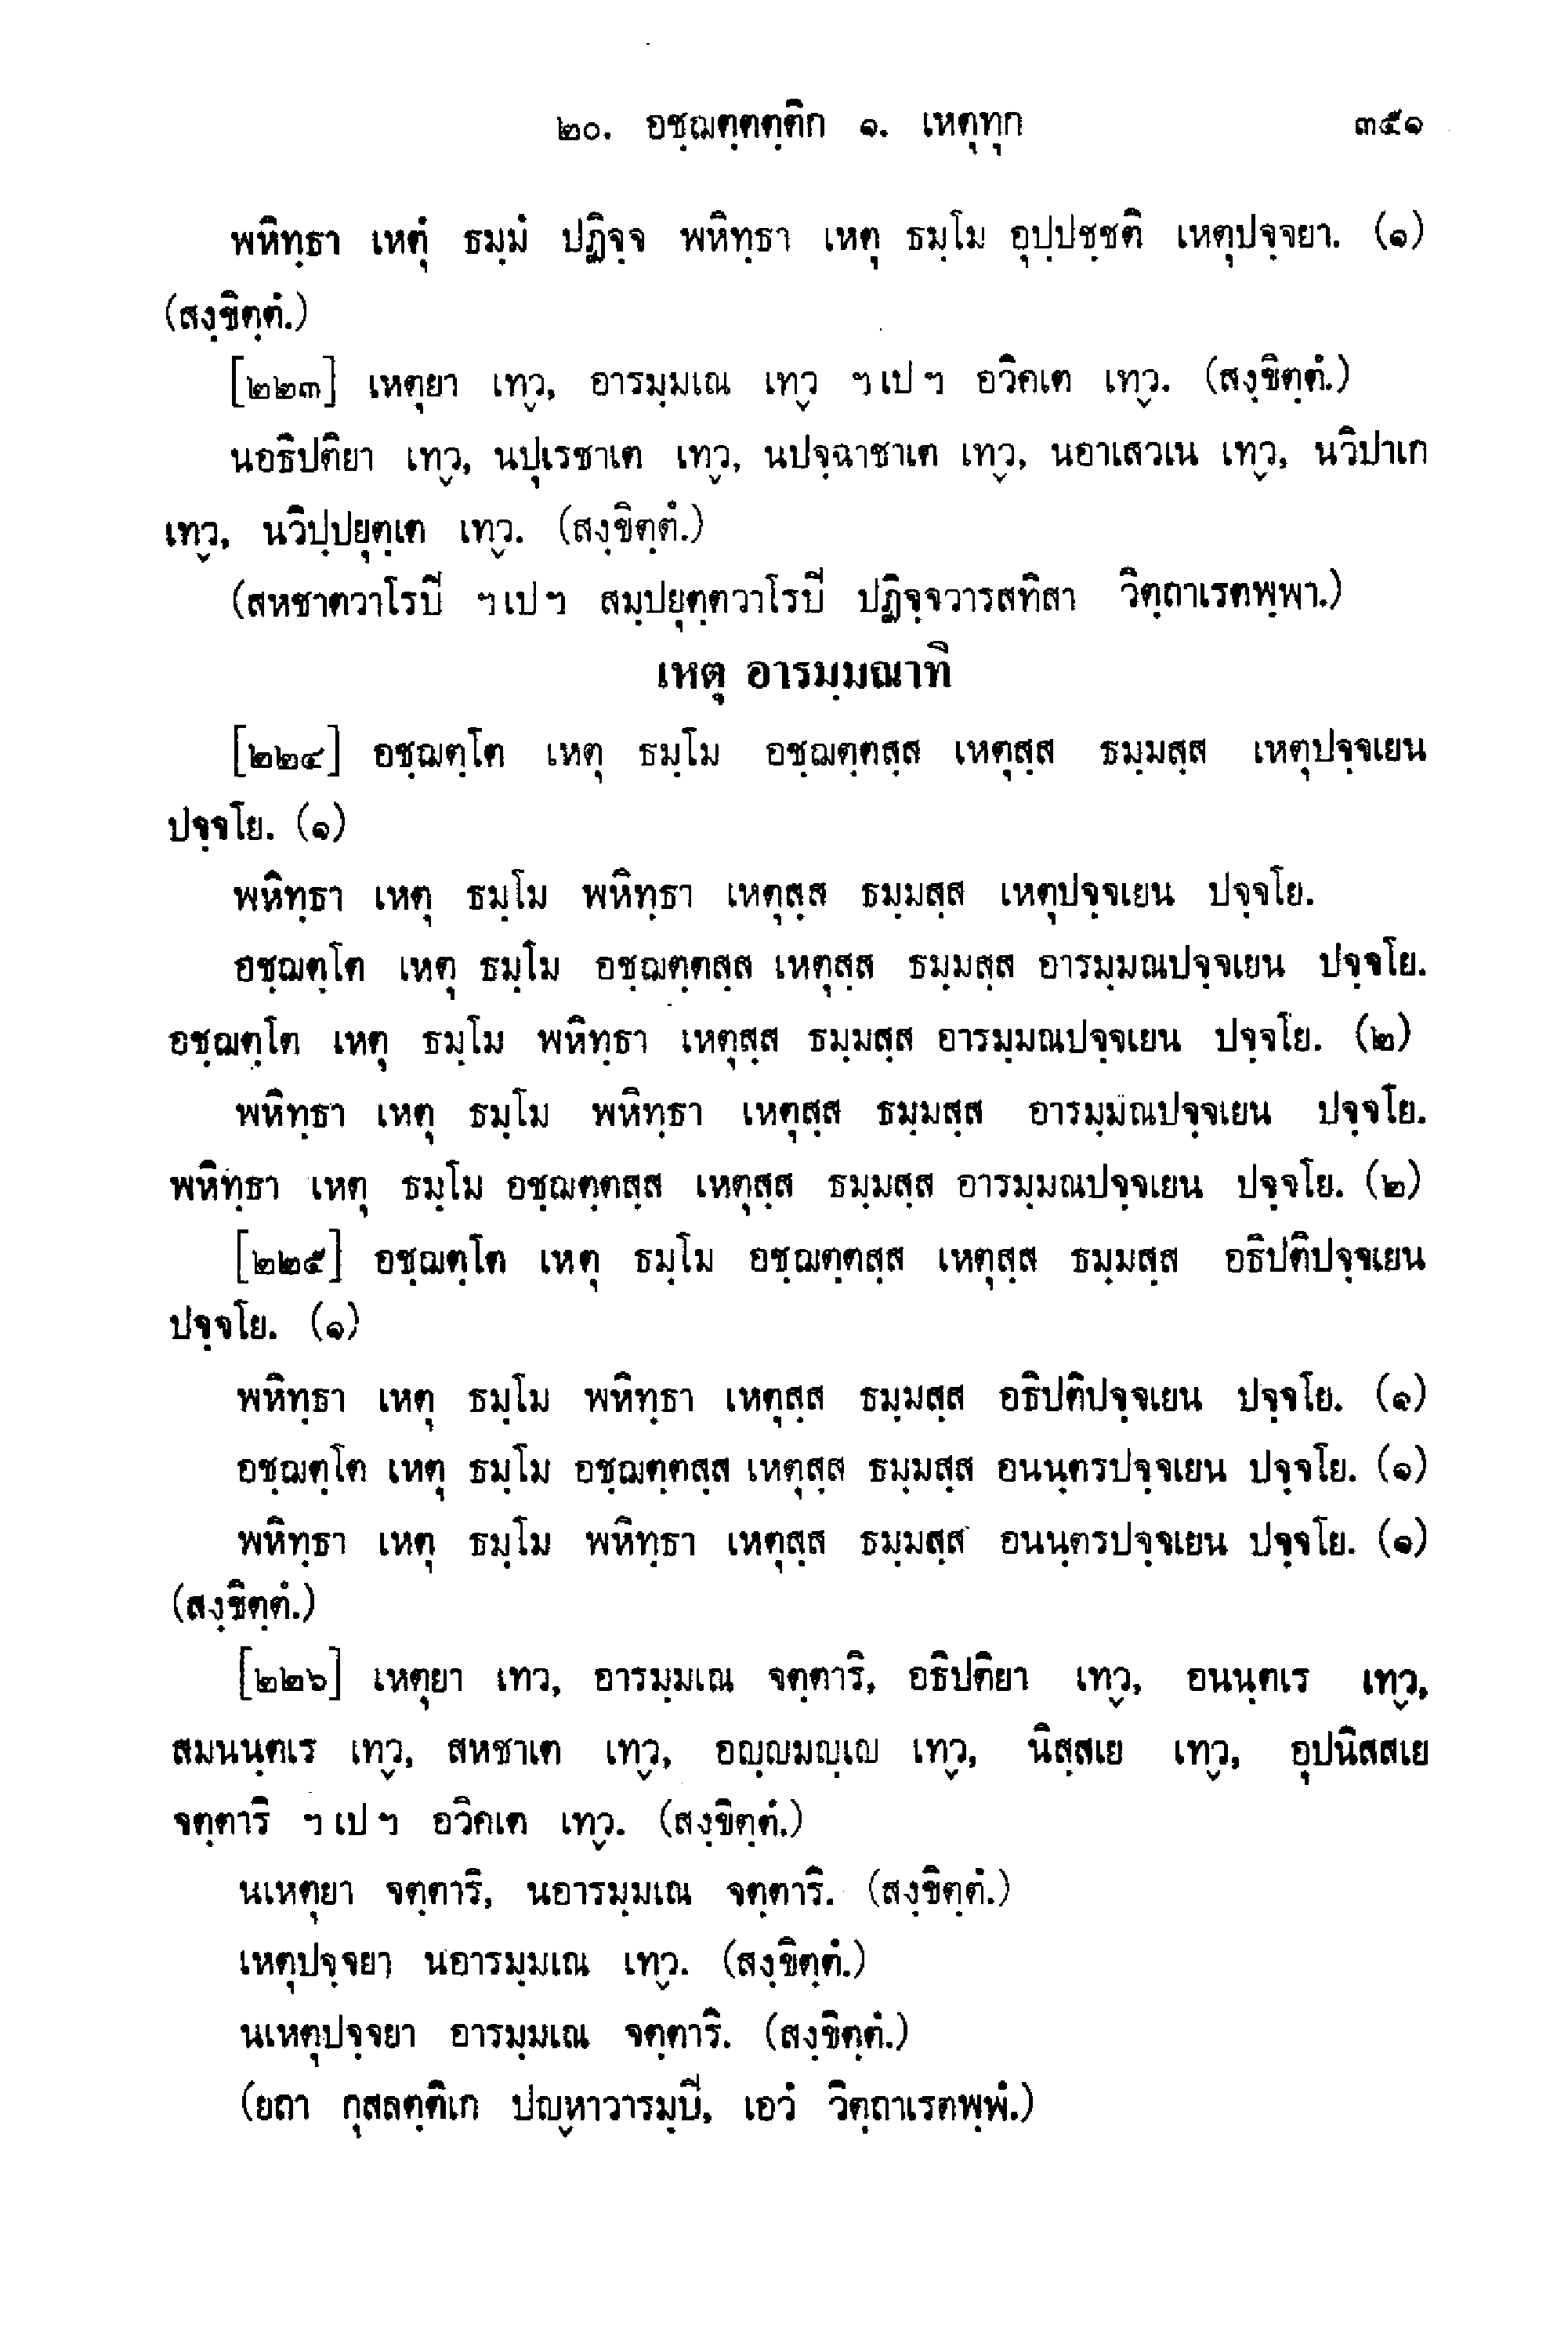 ๒๐. อชฺฌตฺตตฺติก ๑. เหตุทุก ๓๕๑
พหิทฺธา เหตุํ ธมฺมํ ปฏิจฺจ พหิทฺธา เหตุ ธมฺโม อุปฺปชฺชติ เหตุปจฺจยา. (๑)
(สงฺขิตฺตํ.)
[๒๒๓] เหตุยา เทฺว, อารมฺมเณ เทฺว ฯเปฯ อวิคเต เทฺว. (สงฺขิตฺตํ.)
นอธิปติยา เทฺว, นปุเรชาเต เทฺว, นปจฺฉาชาเต เทฺว, นอาเสวเน เทฺว, นวิปาเก
เทฺว, นวิปฺปยุตฺเต เทฺว. (สงฺขิตฺตํ.)
(สหชาตวาโรปิ ฯเปฯ สมฺปยุตฺตวาโรปิ ปฏิจฺจวารสทิสา วิตฺถาเรตพฺพา.)
เหตุ อารมฺมณาทิ
[๒๒๔] อชฺฌตฺโต เหตุ ธมฺโม อชฺฌตฺตสฺส เหตุสฺส ธมฺมสฺส เหตุปจฺจเยน
ปจฺจโย. (๑)
พหิทฺธา เหตุ ธมฺโม พหิทฺธา เหตุสฺส ธมฺมสฺส เหตุปจฺจเยน ปจฺจโย.
อชฺฌตฺโต เหตุ ธมฺโม อชฺฌตฺตสฺส เหตุสฺส ธมฺมสฺส อารมฺมณปจฺจเยน ปจฺจโย.
อชฺฌตฺโต เหตุ ธมฺโม พหิทฺธา เหตุสฺส ธมฺมสฺส อารมฺมณปจฺจเยน ปจฺจโย. (๒)
พหิทฺธา เหตุ ธมฺโม พหิทฺธา เหตุสฺส ธมฺมสฺส อารมฺมณปจฺจเยน ปจฺจโย.
พหิทฺธา เหตุ ธมฺโม อชฺฌตฺตสฺส เหตุสฺส ธมฺมสฺส อารมฺมณปจฺจเยน ปจฺจโย. (๒)
[๒๒๕] อชฺฌตฺโต เหตุ ธมฺโม อชฺฌตฺตสฺส เหตุสฺส ธมฺมสฺส อธิปติปจฺจเยน
ปจฺจโย. (๑)
พหิทฺธา เหตุ ธมฺโม พหิทฺธา เหตุสฺส ธมฺมสฺส อธิปติปจฺจเยน ปจฺจโย. (๑)
อชฺฌตฺโต เหตุ ธมฺโม อชฺฌตฺตสฺส เหตุสฺส ธมฺมสฺส อนนฺตรปจฺจเยน ปจฺจโย. (๑)
พหิทฺธา เหตุ ธมฺโม พหิทฺธา เหตุสฺส ธมฺมสฺส อนนฺตรปจฺจเยน ปจฺจโย. (๑)
(สงฺขิตฺตํ.)
[๒๒๖] เหตุยา เทว, อารมฺมเณ จตฺตาริ, อธิปติยา เทฺว, อนนฺตเร เทฺว,
สมนนฺตเร เทฺว, สหชาเต เทฺว, อญฺญมญฺเญ เทฺว, นิสฺสเย เทฺว, อุปนิสสเย
จตฺตาริ ฯเปฯ อวิคเต เทฺว. (สงฺขิตฺตํ.)
นเหตุยา จตฺตาริ, นอารมฺมเณ จตฺตาริ. (สงฺขิตฺตํ.)
เหตุปจฺจยา นอารมฺมเณ เทฺว. (สงฺขิตฺตํ.)
นเหตุปจฺจยา อารมฺมเณ จตฺตาริ. (สงฺขิตฺตํ.)
(ยถา กุสลตฺติเก ปญฺหาวารมฺปิ, เอวํ วิตฺถาเรตพฺพํ.)